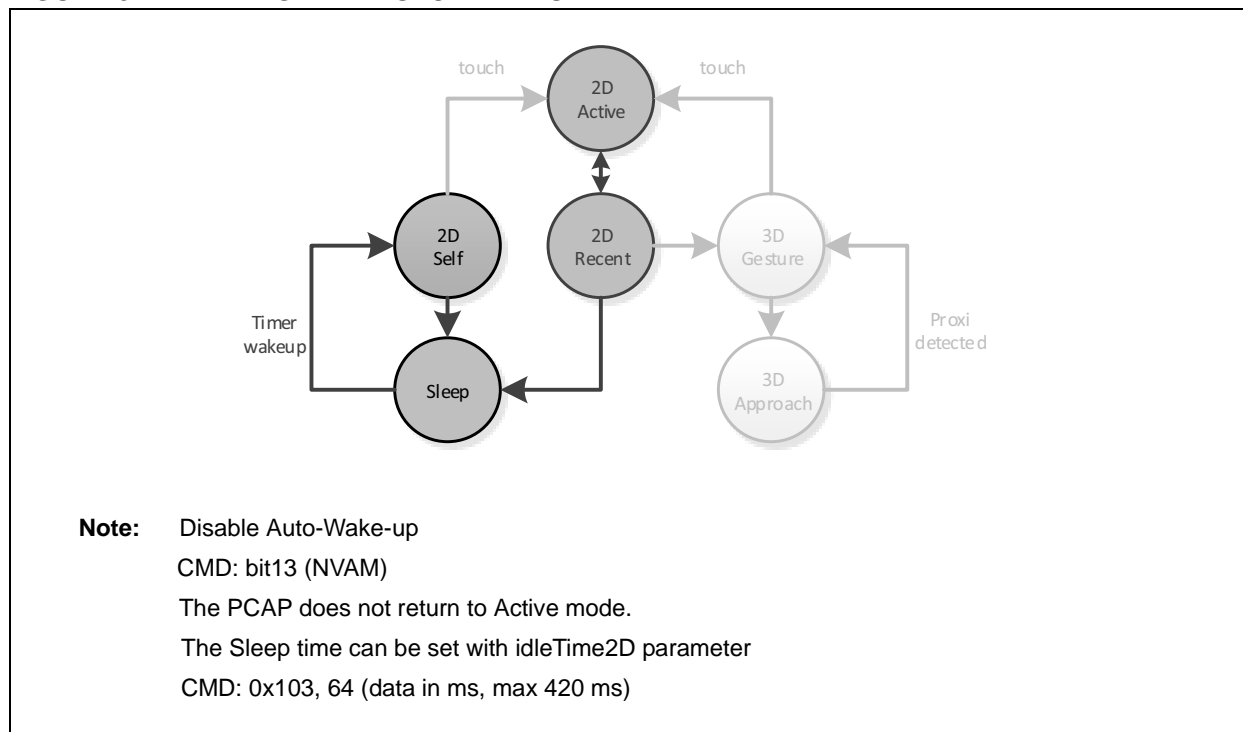 touch
touch
2D
Active
2D
Self
2D
Recent
3D
Gesture
Timer
wakeup
Proxi
detected
Sleep
3D
Approach
Note: Disable Auto-Wake-up
CMD: bit13 (NVAM)
The PCAP does not return to Active mode.
The Sleep time can be set with idleTime2D parameter
CMD: 0x103, 64 (data in ms, max 420 ms)